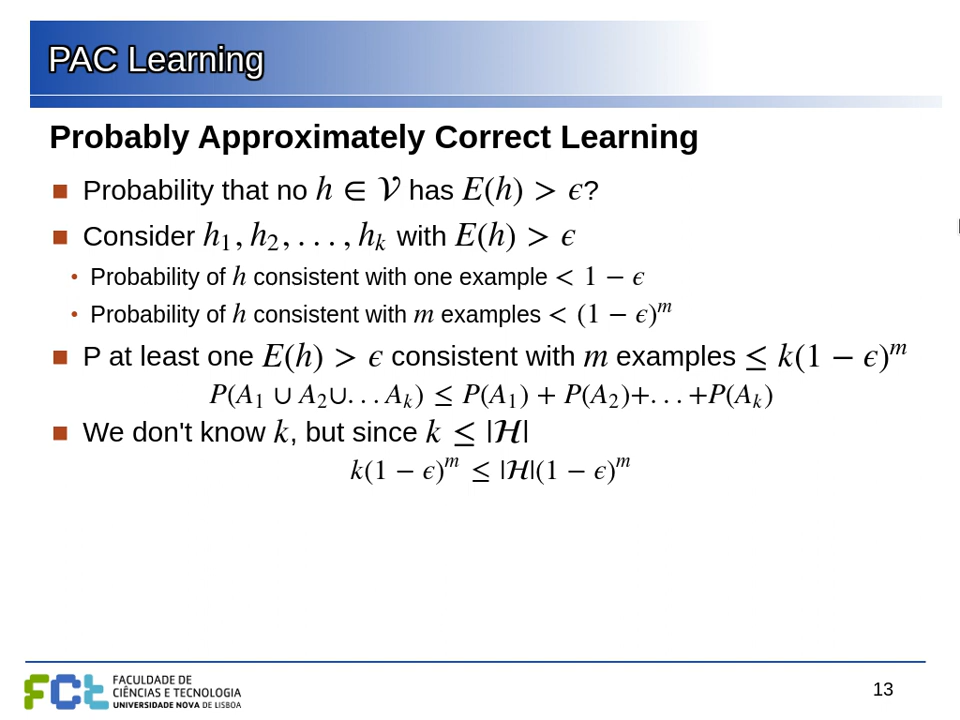 PAC Learning
Probably Approximately Correct Learning
Probability that no h ∈ 𝒱 has E(h) > ϵ?
Consider h₁, h₂, . . . , hₖ with E(h) > ϵ
Probability of h consistent with one example < 1 − ϵ
Probability of h consistent with m examples < (1 − ϵ)ᵐ
P at least one E(h) > ϵ consistent with m examples ≤ k(1 − ϵ)ᵐ
P(A₁ ∪ A₂∪. . . Aₖ) ≤ P(A₁) + P(A₂)+. . . +P(Aₖ)
We don't know k, but since k ≤ |ℋ|
k(1 − ϵ)ᵐ ≤ |ℋ|(1 − ϵ)ᵐ
FCt FACULDADE DE
CIÊNCIAS E TECNOLOGIA
UNIVERSIDADE NOVA DE LISBOA
13